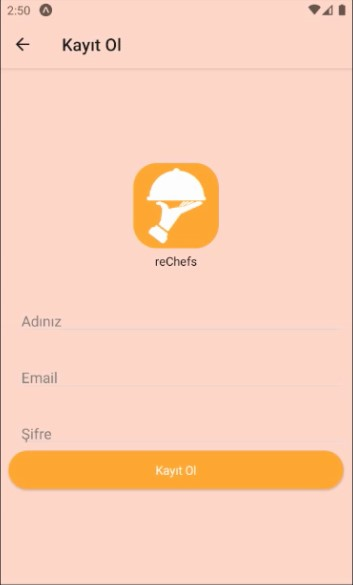 2:50
Kayıt Ol
reChefs
Adınız
Email
Şifre
Kayıt Ol